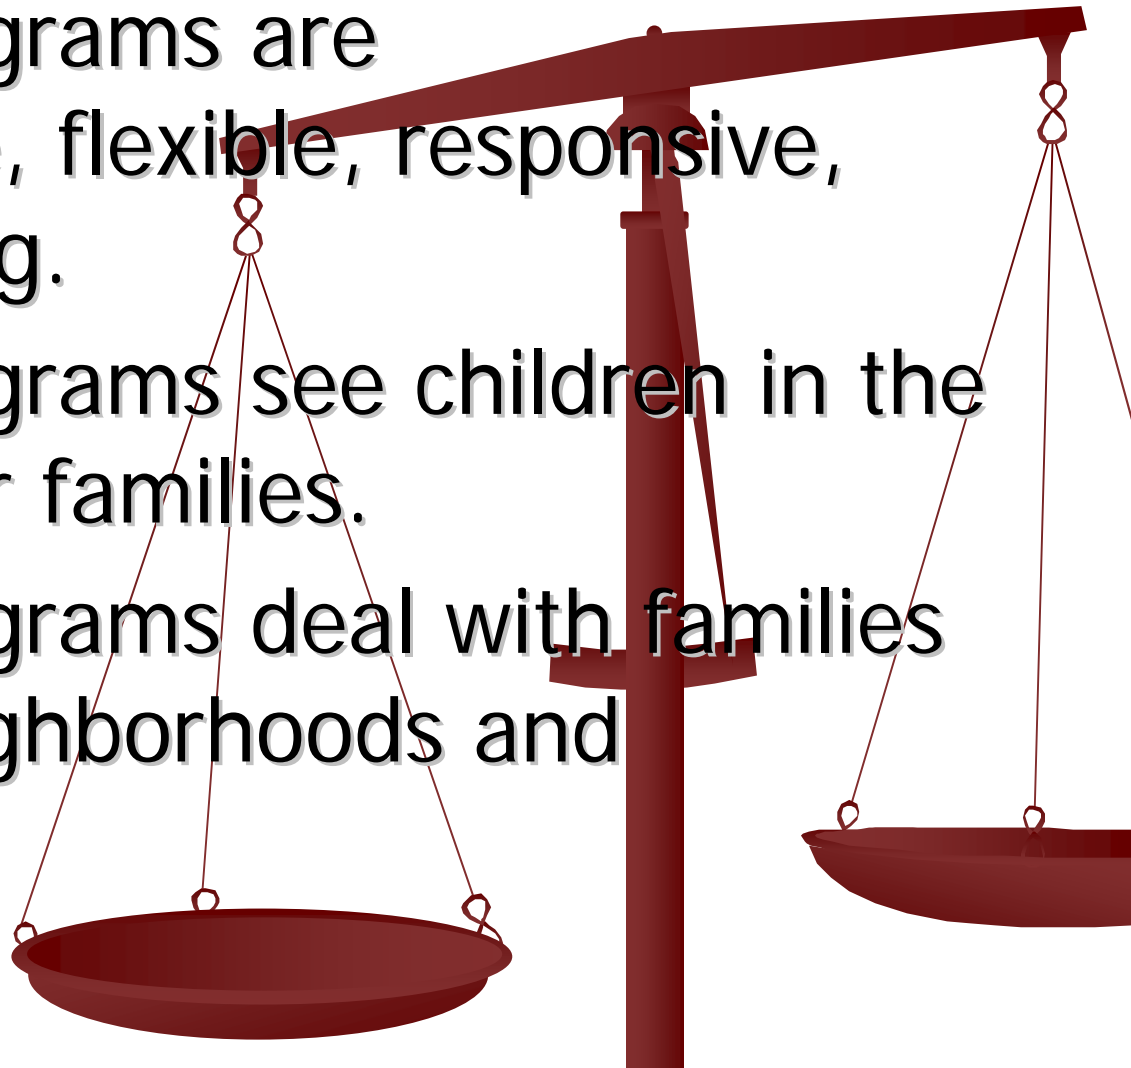 grams are
, flexible, responsive,
g.
grams see children in the
r families.
grams deal with families
ghborhoods and